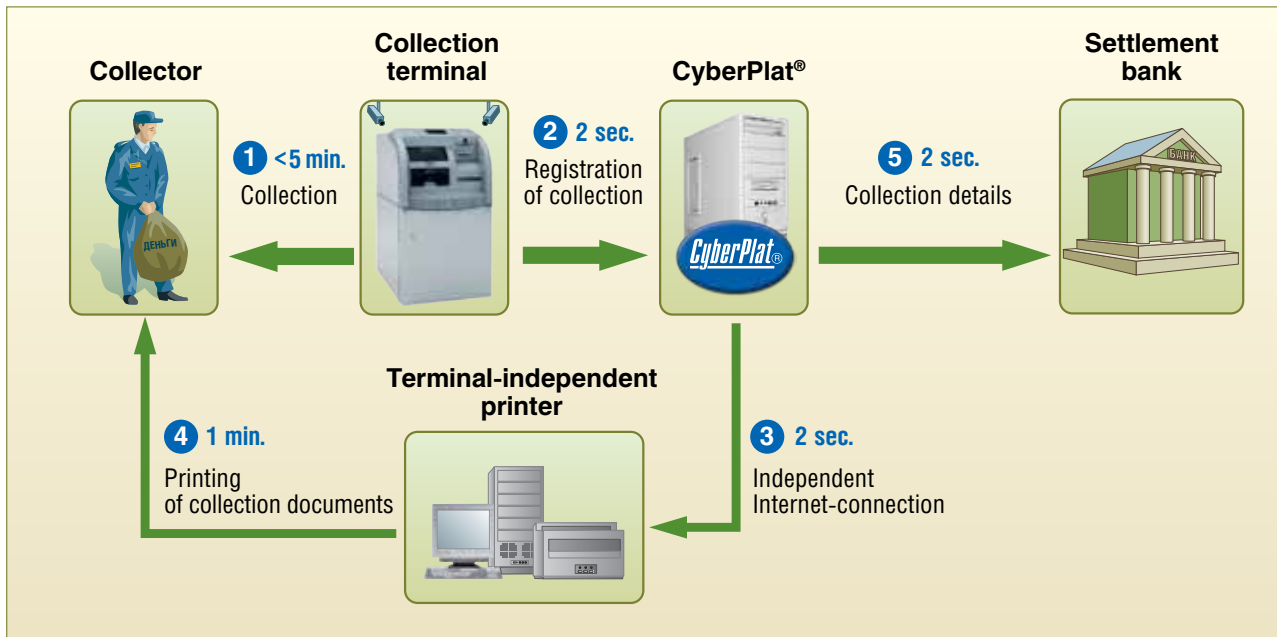 Collector
Collection
terminal
CyberPlat®
Settlement
bank
1 <5 min.
Collection
2 2 sec.
Registration
of collection
5 2 sec.
Collection details
ДЕНЬГИ
CyberPlat®
БАНК
Terminal-independent
printer
4 1 min.
Printing
of collection documents
3 2 sec.
Independent
Internet-connection